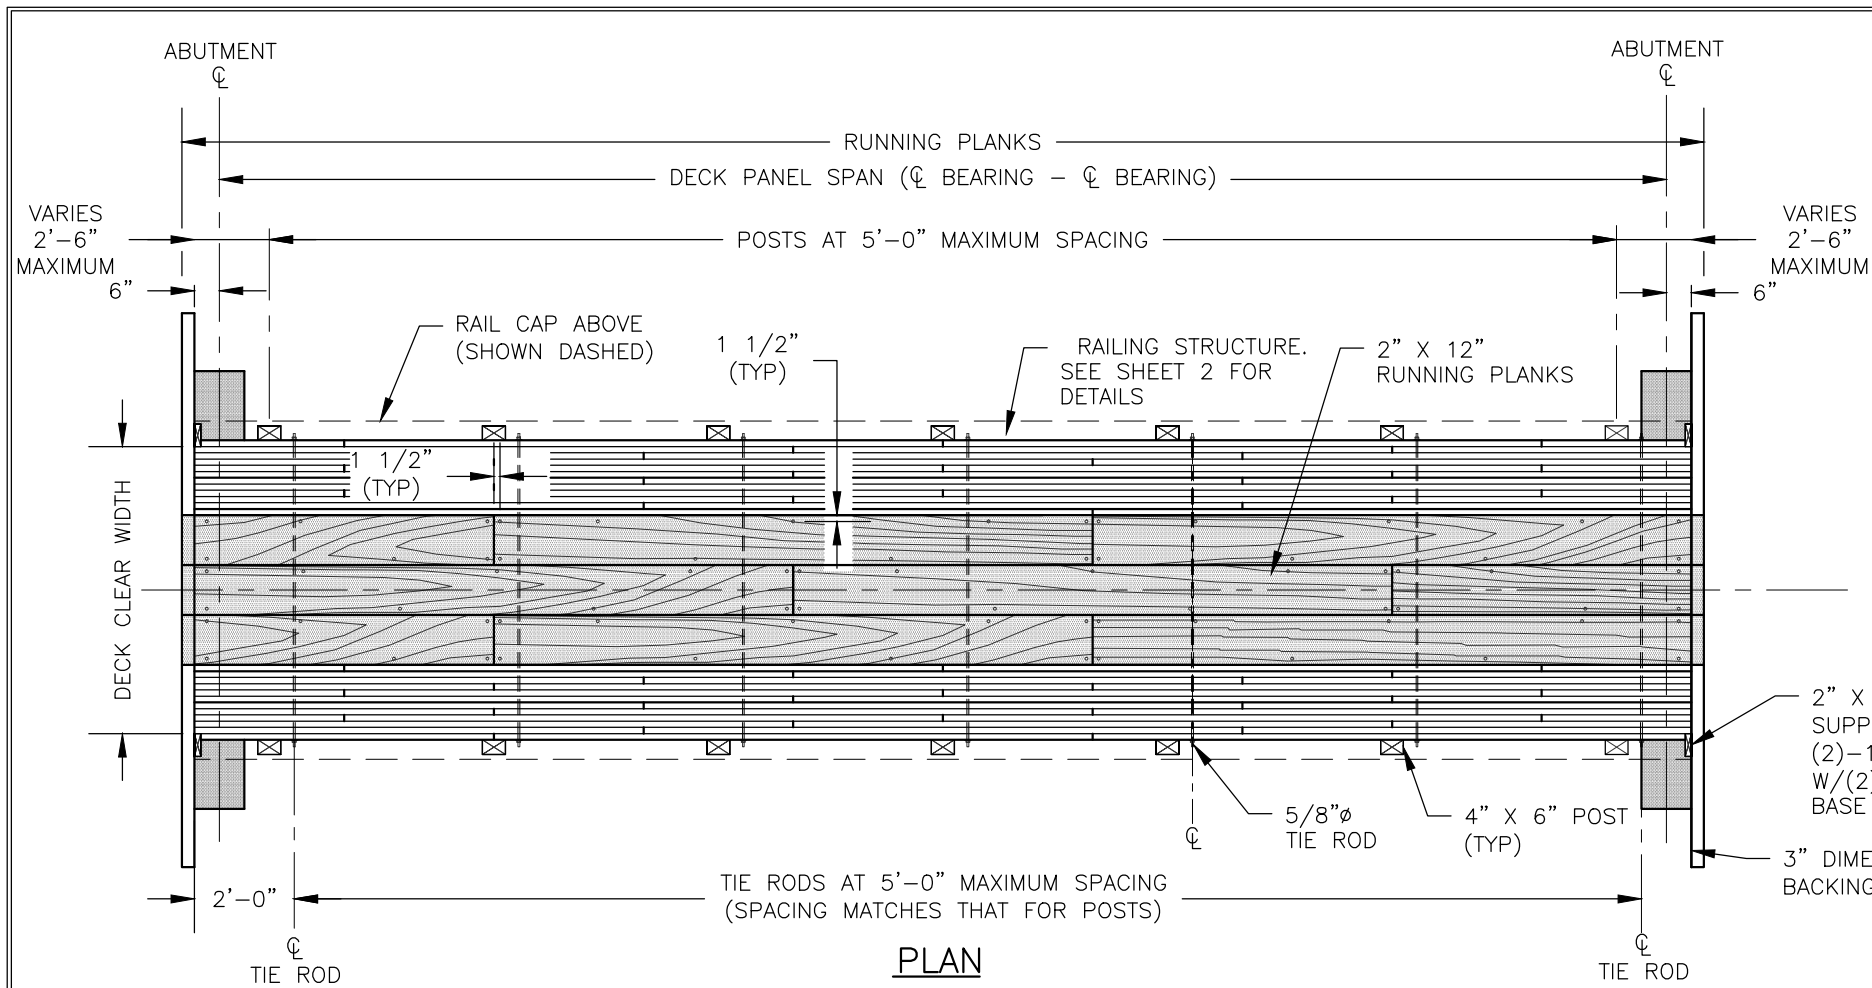 ABUTMENT
℄
ABUTMENT
℄
RUNNING PLANKS
DECK PANEL SPAN (℄ BEARING – ℄ BEARING)
VARIES
2'–6"
MAXIMUM
6"
POSTS AT 5'–0" MAXIMUM SPACING
VARIES
2'–6"
MAXIMUM
6"
RAIL CAP ABOVE
(SHOWN DASHED)
1 1/2"
(TYP)
RAILING STRUCTURE.
SEE SHEET 2 FOR
DETAILS
2" X 12"
RUNNING PLANKS
1 1/2"
(TYP)
DECK CLEAR WIDTH
2" X
SUPP
(2)–1
W/(2)
BASE
5/8"ø
TIE ROD
℄
4" X 6" POST
(TYP)
3" DIME
BACKING
2'–0"
TIE RODS AT 5'–0" MAXIMUM SPACING
(SPACING MATCHES THAT FOR POSTS)
℄
TIE ROD
℄
TIE ROD
PLAN